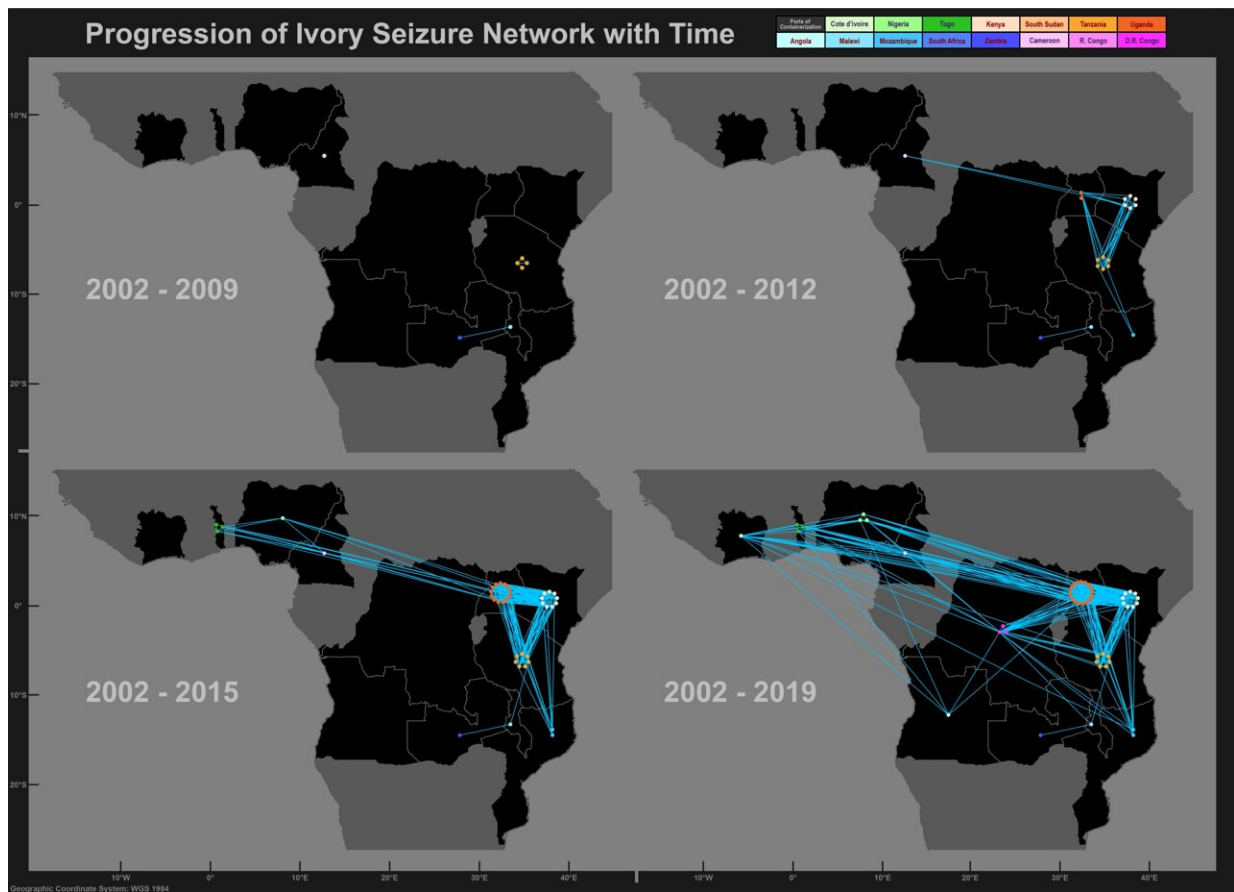 Progression of Ivory Seizure Network with Time
Ports of
Containerization
Cote d'ivoire
Nigeria
Togo
Kenya
South Sudan
Tanzania
Uganda
Angola
Malawi
Mozambique
South Africa
Zambia
Cameroon
R. Congo
D.R. Congo
10°N
0°
10°S
20°S
2002 - 2009
2002 - 2012
10°N
0°
10°S
20°S
2002 - 2015
2002 - 2019
10°W
0°
10°E
20°E
30°E
40°E
10°W
0°
10°E
20°E
30°E
40°E
Geographic Coordinate System: WGS 1984